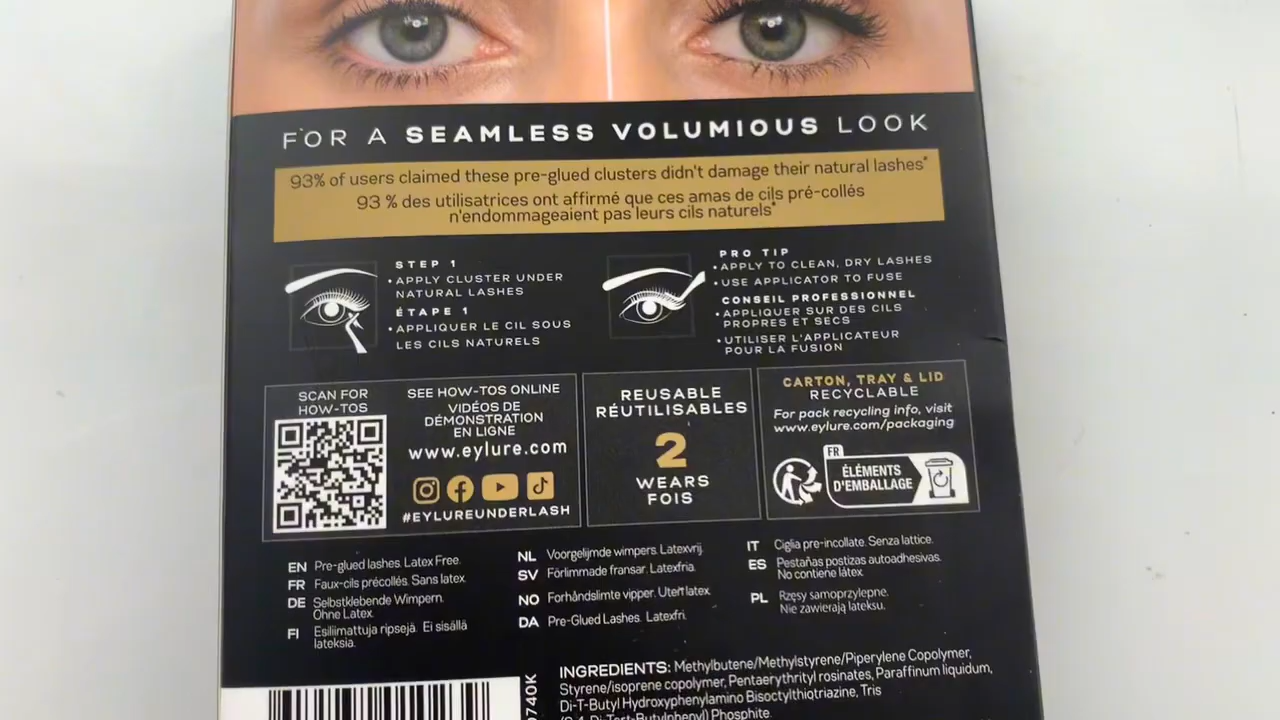 FOR A SEAMLESS VOLUMIOUS LOOK
93% of users claimed these pre-glued clusters didn't damage their natural lashes*
93 % des utilisatrices ont affirmé que ces amas de cils pré-collés
n'endommageaient pas leurs cils naturels*
STEP 1
• APPLY CLUSTER UNDER
NATURAL LASHES
ÉTAPE 1
• APPLIQUER LE CIL SOUS
LES CILS NATURELS
PRO TIP
• APPLY TO CLEAN, DRY LASHES
• USE APPLICATOR TO FUSE
CONSEIL PROFESSIONNEL
• APPLIQUER SUR DES CILS
PROPRES ET SECS
• UTILISER L'APPLICATEUR
POUR LA FUSION
SCAN FOR
HOW-TOS
SEE HOW-TOS ONLINE
VIDÉOS DE
DÉMONSTRATION
EN LIGNE
www.eylure.com
#EYLUREUNDERLASH
REUSABLE
RÉUTILISABLES
2
WEARS
FOIS
CARTON, TRAY & LID
RECYCLABLE
For pack recycling info, visit
www.eylure.com/packaging
FR
ÉLÉMENTS
D'EMBALLAGE
EN Pre-glued lashes. Latex Free.
FR Faux-cils précollés. Sans latex.
DE Selbstklebende Wimpern.
Ohne Latex.
FI Esiliimattuja ripsejä. Ei sisällä
lateksia.
NL Voorgelijmde wimpers. Latexvrij.
SV Förlimmade fransar. Latexfria.
NO Forhåndslimte vipper. Utent latex.
DA Pre-Glued Lashes. Latexfri.
IT Ciglia pre-incollate. Senza lattice.
ES Pestañas postizas autoadhesivas.
No contiene látex.
PL Rzęsy samoprzylepne.
Nie zawierają lateksu.
INGREDIENTS: Methylbutene/Methylstyrene/Piperylene Copolymer,
Styrene/isoprene copolymer, Pentaerythrityl rosinates, Paraffinum liquidum,
Di-T-Butyl Hydroxyphenylamino Bisoctylthiotriazine, Tris
(2,4-Di-Tert-Butylphenyl) Phosphite.